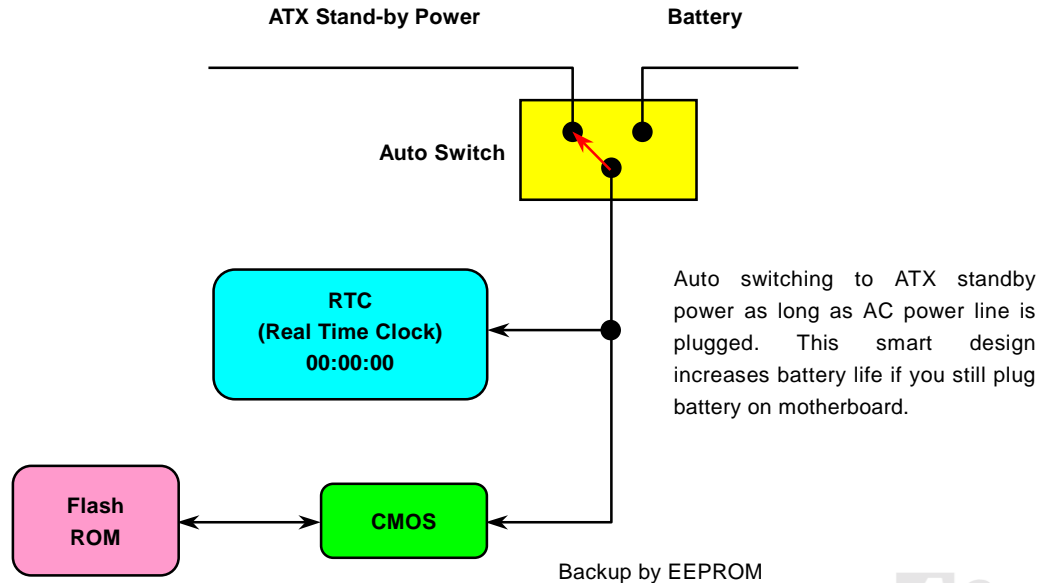 ATX Stand-by Power
Battery
Auto Switch
RTC
(Real Time Clock)
00:00:00
Auto switching to ATX standby
power as long as AC power line is
plugged. This smart design
increases battery life if you still plug
battery on motherboard.
Flash
ROM
CMOS
Backup by EEPROM